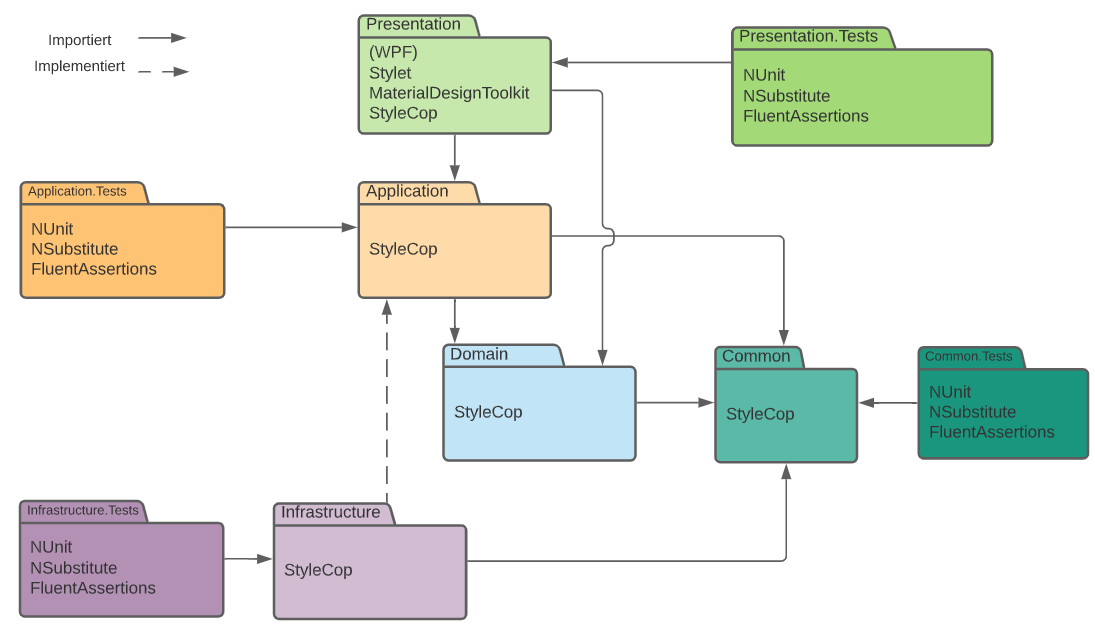 Importiert
Implementiert
Presentation
(WPF)
Stylet
MaterialDesignToolkit
StyleCop
Presentation.Tests
NUnit
NSubstitute
FluentAssertions
Application.Tests
NUnit
NSubstitute
FluentAssertions
Application
StyleCop
Domain
StyleCop
Common
StyleCop
Common.Tests
NUnit
NSubstitute
FluentAssertions
Infrastructure.Tests
NUnit
NSubstitute
FluentAssertions
Infrastructure
StyleCop